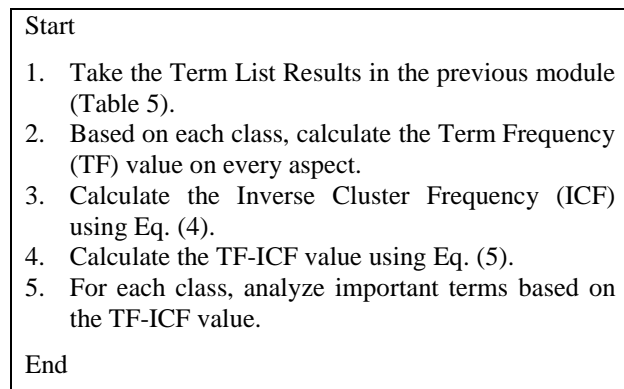 Start
1. Take the Term List Results in the previous module
(Table 5).
2. Based on each class, calculate the Term Frequency
(TF) value on every aspect.
3. Calculate the Inverse Cluster Frequency (ICF)
using Eq. (4).
4. Calculate the TF-ICF value using Eq. (5).
5. For each class, analyze important terms based on
the TF-ICF value.
End